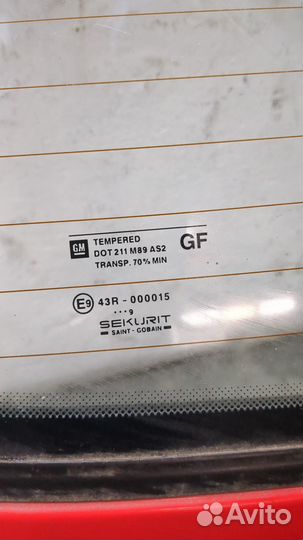 GM
TEMPERED
DOT 211 M89 AS2
TRANSP. 70% MIN
GF
E9 43R - 000015
•••9
SEKURIT
SAINT - GOBAIN
Avito